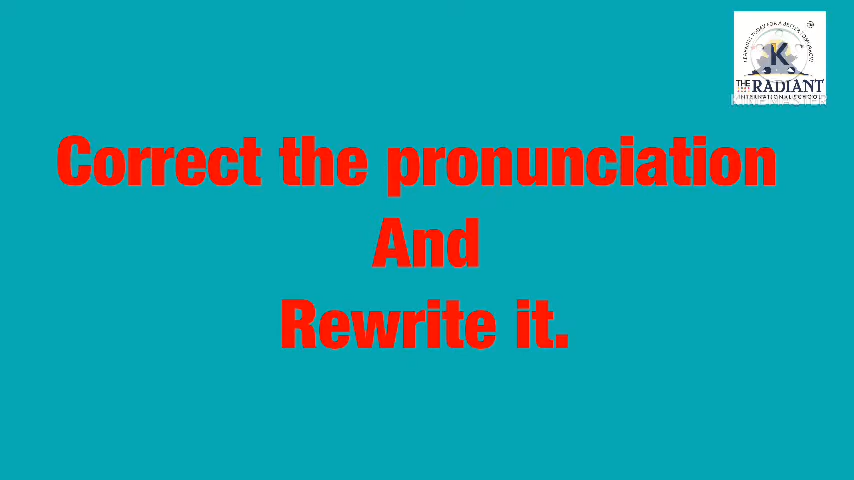 THE RADIANT
INTERNATIONAL SCHOOL
Correct the pronunciation
And
Rewrite it.